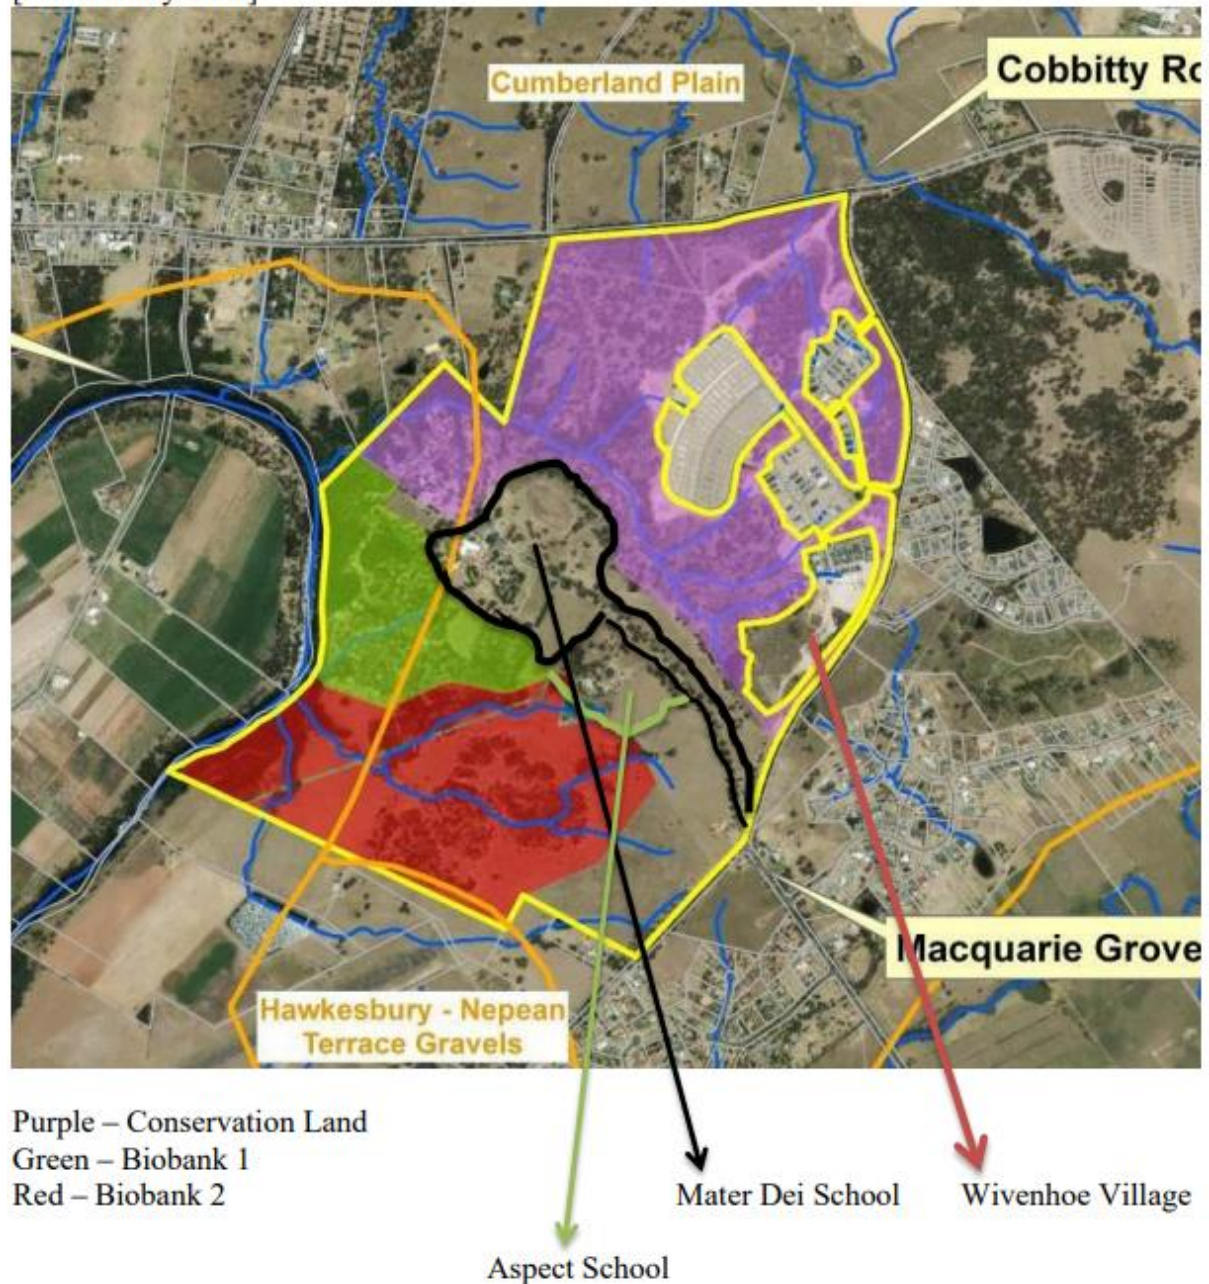 Cumberland Plain
Cobbitty Ro
Macquarie Grove
Hawkesbury - Nepean
Terrace Gravels
Purple – Conservation Land
Green – Biobank 1
Red – Biobank 2
Mater Dei School
Wivenhoe Village
Aspect School